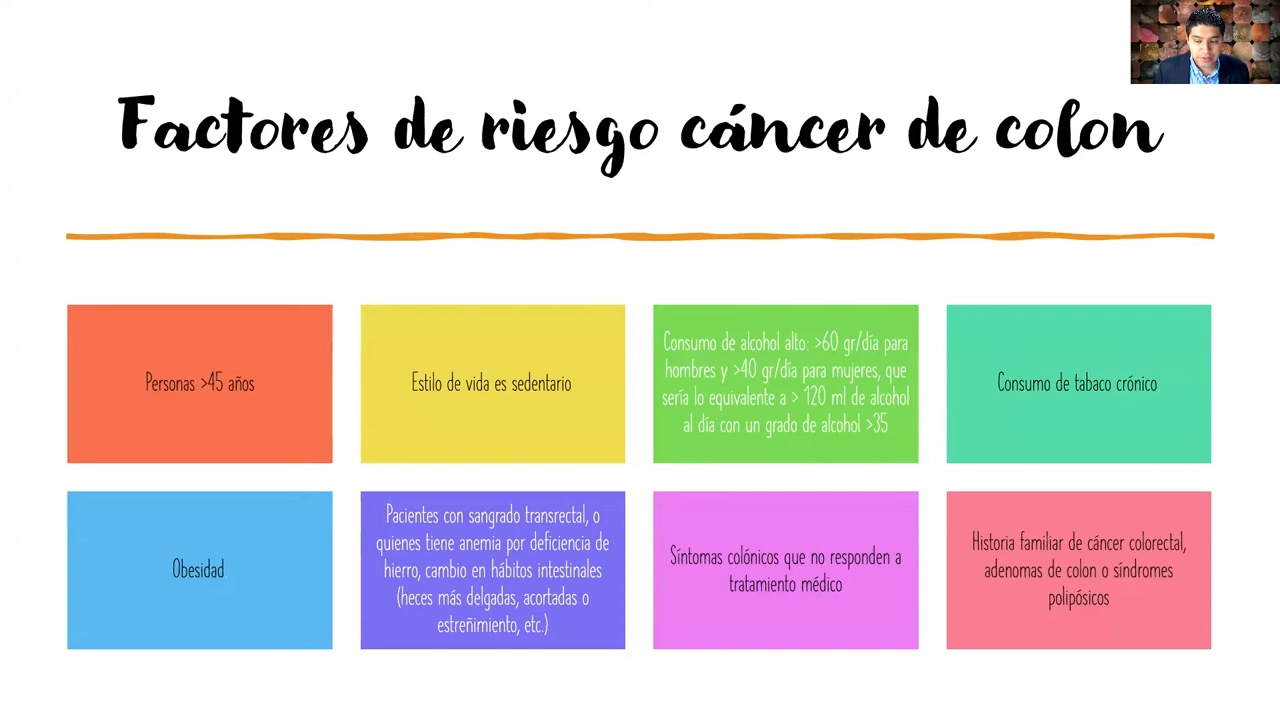 Factores de riesgo cáncer de colon
Personas >45 años
Estilo de vida es sedentario
Consumo de alcohol alto: >60 gr/día para
hombres y >40 gr/día para mujeres, que
sería lo equivalente a > 120 ml de alcohol
al día con un grado de alcohol >35
Consumo de tabaco crónico
Obesidad
Pacientes con sangrado transrectal, o
quienes tiene anemia por deficiencia de
hierro, cambio en hábitos intestinales
(heces más delgadas, acortadas o
estreñimiento, etc.)
Síntomas colónicos que no responden a
tratamiento médico
Historia familiar de cáncer colorectal,
adenomas de colon o síndromes
polipósicos